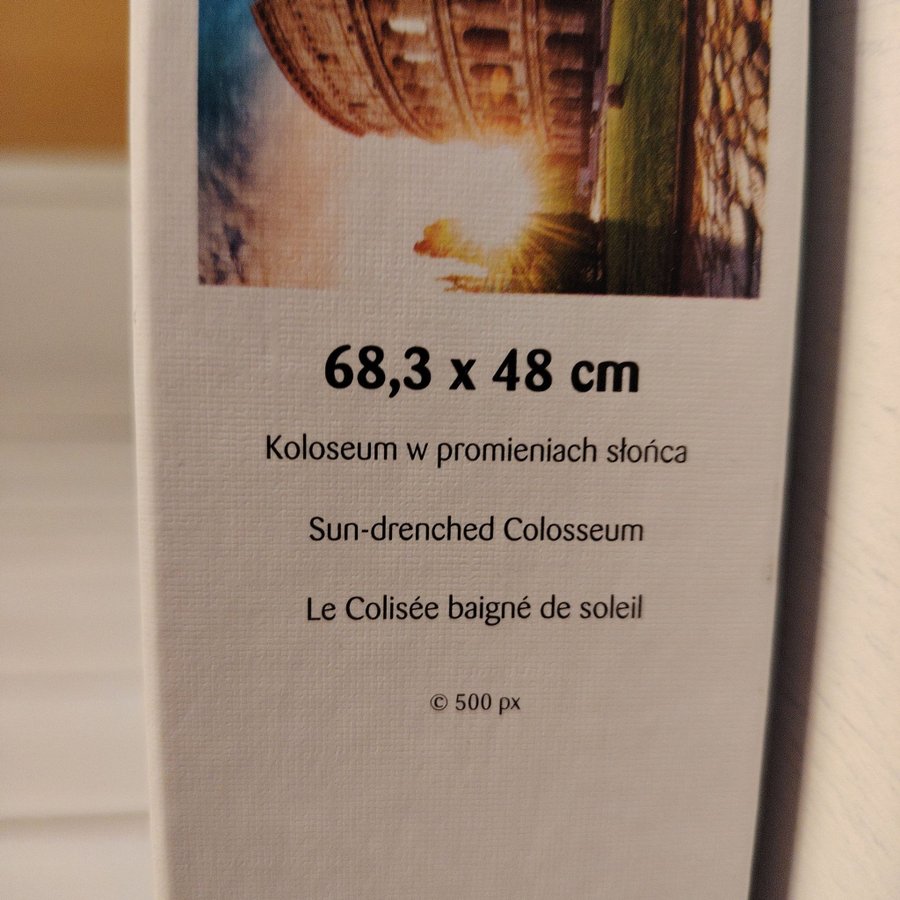 68,3 x 48 cm
Koloseum w promieniach słońca
Sun-drenched Colosseum
Le Colisée baigné de soleil
© 500 px